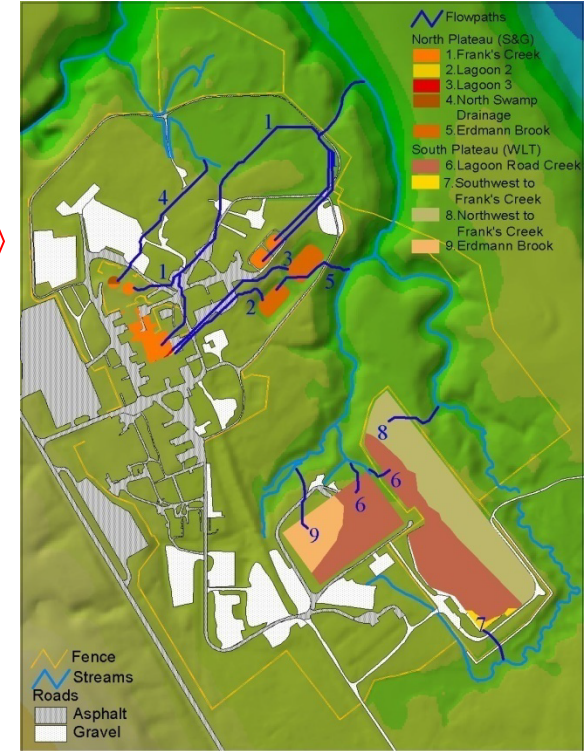 Flowpaths
North Plateau (S&G)
1.Frank's Creek
2.Lagoon 2
3.Lagoon 3
4.North Swamp
Drainage
5.Erdmann Brook
South Plateau (WLT)
6.Lagoon Road Creek
7.Southwest to
Frank's Creek
8.Northwest to
Frank's Creek
9.Erdmann Brook
1
4
1
3
5
2
8
6
6
9
7
Fence
Streams
Roads
Asphalt
Gravel